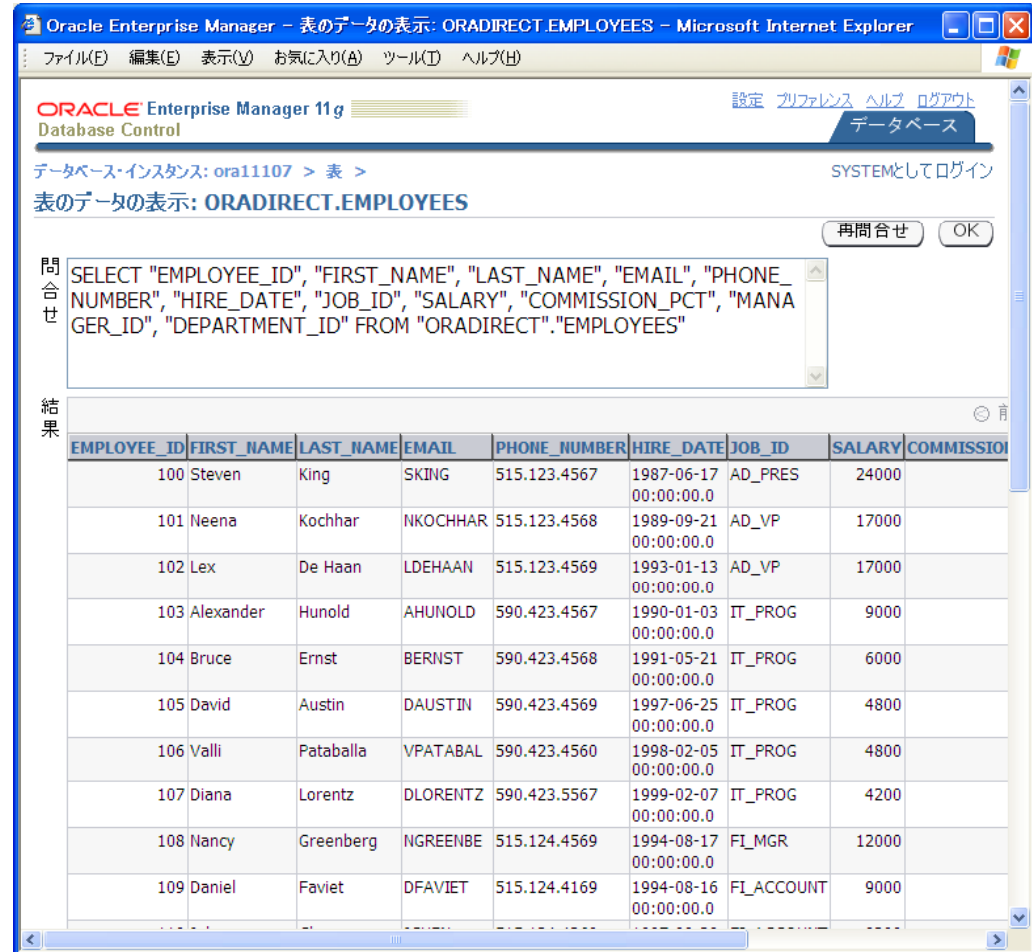 Oracle Enterprise Manager - 表のデータの表示: ORADIRECT.EMPLOYEES - Microsoft Internet Explorer
ファイル(F) 編集(E) 表示(V) お気に入り(A) ツール(T) ヘルプ(H)
設定 プリファレンス ヘルプ ログアウト
ORACLE Enterprise Manager 11g
Database Control
データベース
データベース・インスタンス: ora11107 > 表 >
SYSTEMとしてログイン
表のデータの表示: ORADIRECT.EMPLOYEES
再問合せ OK
問合せ
SELECT "EMPLOYEE_ID", "FIRST_NAME", "LAST_NAME", "EMAIL", "PHONE_
NUMBER", "HIRE_DATE", "JOB_ID", "SALARY", "COMMISSION_PCT", "MANA
GER_ID", "DEPARTMENT_ID" FROM "ORADIRECT"."EMPLOYEES"
結果
EMPLOYEE_ID FIRST_NAME LAST_NAME EMAIL PHONE_NUMBER HIRE_DATE JOB_ID SALARY COMMISSION
100 Steven King SKING 515.123.4567 1987-06-17 AD_PRES 24000
00:00:00.0
101 Neena Kochhar NKOCHHAR 515.123.4568 1989-09-21 AD_VP 17000
00:00:00.0
102 Lex De Haan LDEHAAN 515.123.4569 1993-01-13 AD_VP 17000
00:00:00.0
103 Alexander Hunold AHUNOLD 590.423.4567 1990-01-03 IT_PROG 9000
00:00:00.0
104 Bruce Ernst BERNST 590.423.4568 1991-05-21 IT_PROG 6000
00:00:00.0
105 David Austin DAUSTIN 590.423.4569 1997-06-25 IT_PROG 4800
00:00:00.0
106 Valli Pataballa VPATABAL 590.423.4560 1998-02-05 IT_PROG 4800
00:00:00.0
107 Diana Lorentz DLORENTZ 590.423.5567 1999-02-07 IT_PROG 4200
00:00:00.0
108 Nancy Greenberg NGREENBE 515.124.4569 1994-08-17 FI_MGR 12000
00:00:00.0
109 Daniel Faviet DFAVIET 515.124.4169 1994-08-16 FI_ACCOUNT 9000
00:00:00.0